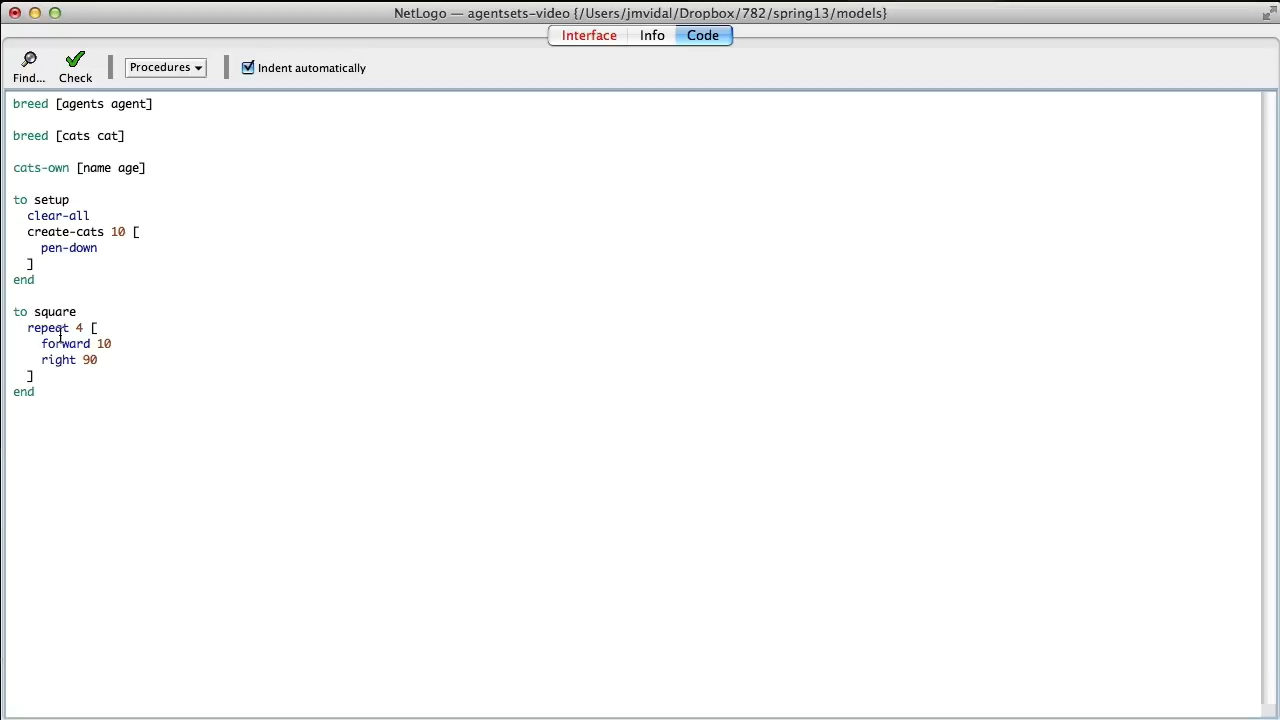 NetLogo — agentsets-video {/Users/jmvidal/Dropbox/782/spring13/models}
Interface Info Code
Find... Check Procedures Indent automatically
breed [agents agent]
breed [cats cat]
cats-own [name age]
to setup
  clear-all
  create-cats 10 [
    pen-down
  ]
end
to square
  repeat 4 [
    forward 10
    right 90
  ]
end